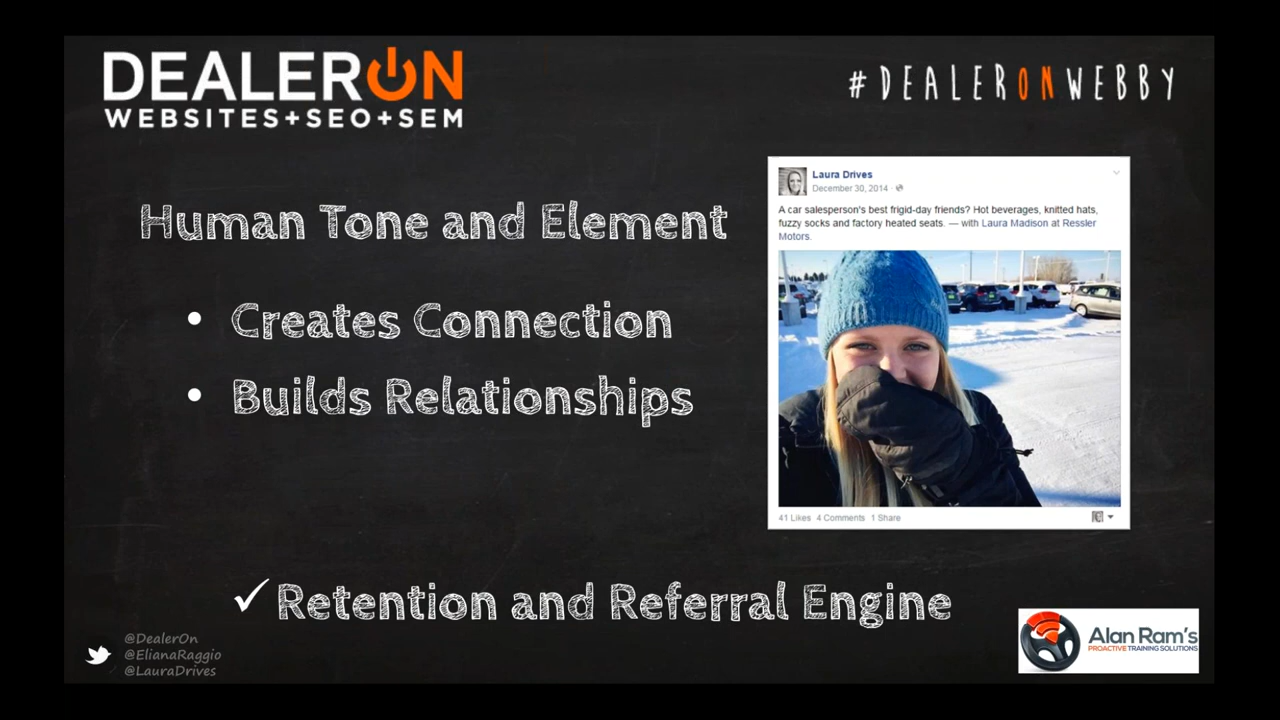 DEALERON
WEBSITES+SEO+SEM
#DEALERONWEBBY
Human Tone and Element
• Creates Connection
• Builds Relationships
Laura Drives
December 30, 2014 ·
A car salesperson's best frigid-day friends? Hot beverages, knitted hats,
fuzzy socks and factory heated seats. — with Laura Madison at Ressler
Motors.
41 Likes 4 Comments 1 Share
✓ Retention and Referral Engine
@DealerOn
@ElianaRaggio
@LauraDrives
Alan Ram's
PROACTIVE TRAINING SOLUTIONS